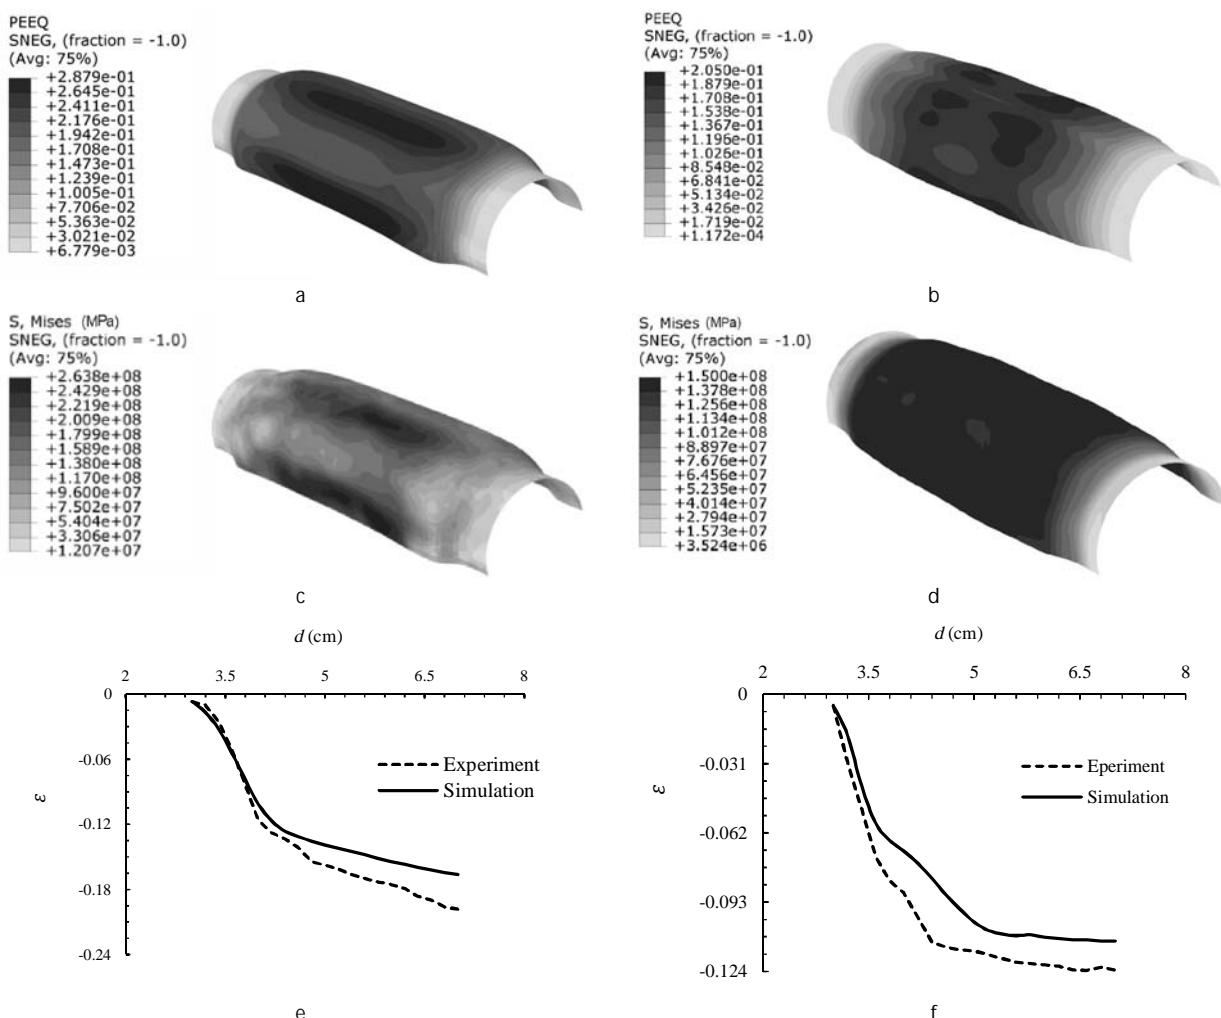 PEEQ
SNEG, (fraction = -1.0)
(Avg: 75%)
+2.879e-01
+2.645e-01
+2.411e-01
+2.176e-01
+1.942e-01
+1.708e-01
+1.473e-01
+1.239e-01
+1.005e-01
+7.706e-02
+5.363e-02
+3.021e-02
+6.779e-03
a
PEEQ
SNEG, (fraction = -1.0)
(Avg: 75%)
+2.050e-01
+1.879e-01
+1.708e-01
+1.538e-01
+1.367e-01
+1.196e-01
+1.026e-01
+8.548e-02
+6.841e-02
+5.134e-02
+3.426e-02
+1.719e-02
+1.172e-04
b
S, Mises (MPa)
SNEG, (fraction = -1.0)
(Avg: 75%)
+2.638e+08
+2.429e+08
+2.219e+08
+2.009e+08
+1.799e+08
+1.589e+08
+1.380e+08
+1.170e+08
+9.600e+07
+7.502e+07
+5.404e+07
+3.306e+07
+1.207e+07
c
S, Mises (MPa)
SNEG, (fraction = -1.0)
(Avg: 75%)
+1.500e+08
+1.378e+08
+1.256e+08
+1.134e+08
+1.012e+08
+8.897e+07
+7.676e+07
+6.456e+07
+5.235e+07
+4.014e+07
+2.794e+07
+1.573e+07
+3.524e+06
d
d (cm)
2 3.5 5 6.5 8
0
-0.06
-0.12
-0.18
-0.24
ε
Experiment
Simulation
e
d (cm)
2 3.5 5 6.5 8
0
-0.031
-0.062
-0.093
-0.124
ε
Eperiment
Simulation
f